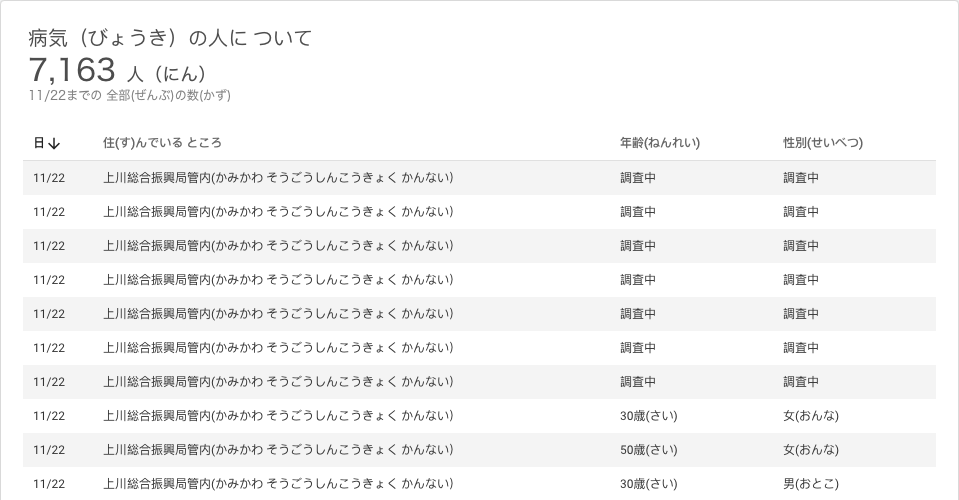 病気（びょうき）の人に ついて
7,163 人（にん）
11/22までの 全部(ぜんぶ)の数(かず)
日↓ 住(す)んでいる ところ 年齢(ねんれい) 性別(せいべつ)
11/22 上川総合振興局管内(かみかわ そうごうしんこうきょく かんない) 調査中 調査中
11/22 上川総合振興局管内(かみかわ そうごうしんこうきょく かんない) 調査中 調査中
11/22 上川総合振興局管内(かみかわ そうごうしんこうきょく かんない) 調査中 調査中
11/22 上川総合振興局管内(かみかわ そうごうしんこうきょく かんない) 調査中 調査中
11/22 上川総合振興局管内(かみかわ そうごうしんこうきょく かんない) 調査中 調査中
11/22 上川総合振興局管内(かみかわ そうごうしんこうきょく かんない) 調査中 調査中
11/22 上川総合振興局管内(かみかわ そうごうしんこうきょく かんない) 調査中 調査中
11/22 上川総合振興局管内(かみかわ そうごうしんこうきょく かんない) 30歳(さい) 女(おんな)
11/22 上川総合振興局管内(かみかわ そうごうしんこうきょく かんない) 50歳(さい) 女(おんな)
11/22 上川総合振興局管内(かみかわ そうごうしんこうきょく かんない) 30歳(さい) 男(おとこ)